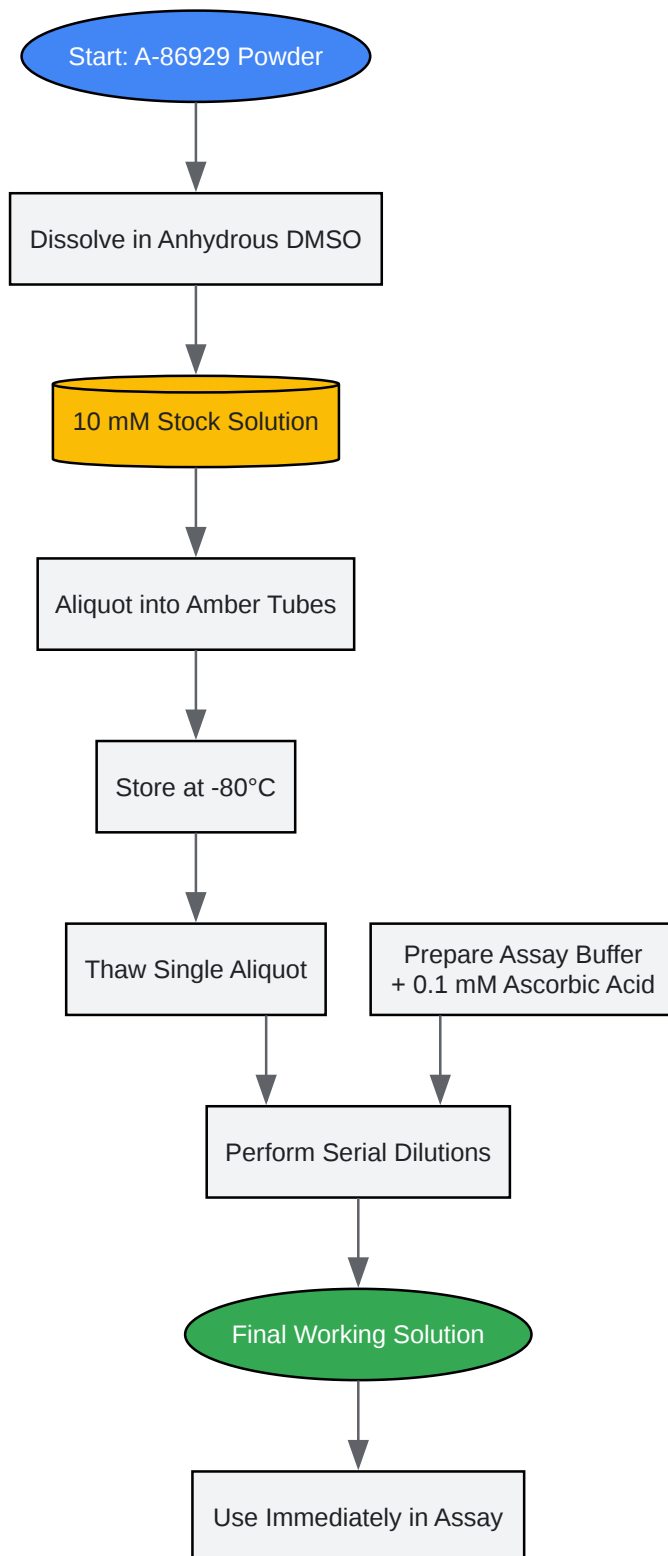 Start: A-86929 Powder
Dissolve in Anhydrous DMSO
10 mM Stock Solution
Aliquot into Amber Tubes
Store at -80°C
Thaw Single Aliquot
Prepare Assay Buffer
+ 0.1 mM Ascorbic Acid
Perform Serial Dilutions
Final Working Solution
Use Immediately in Assay